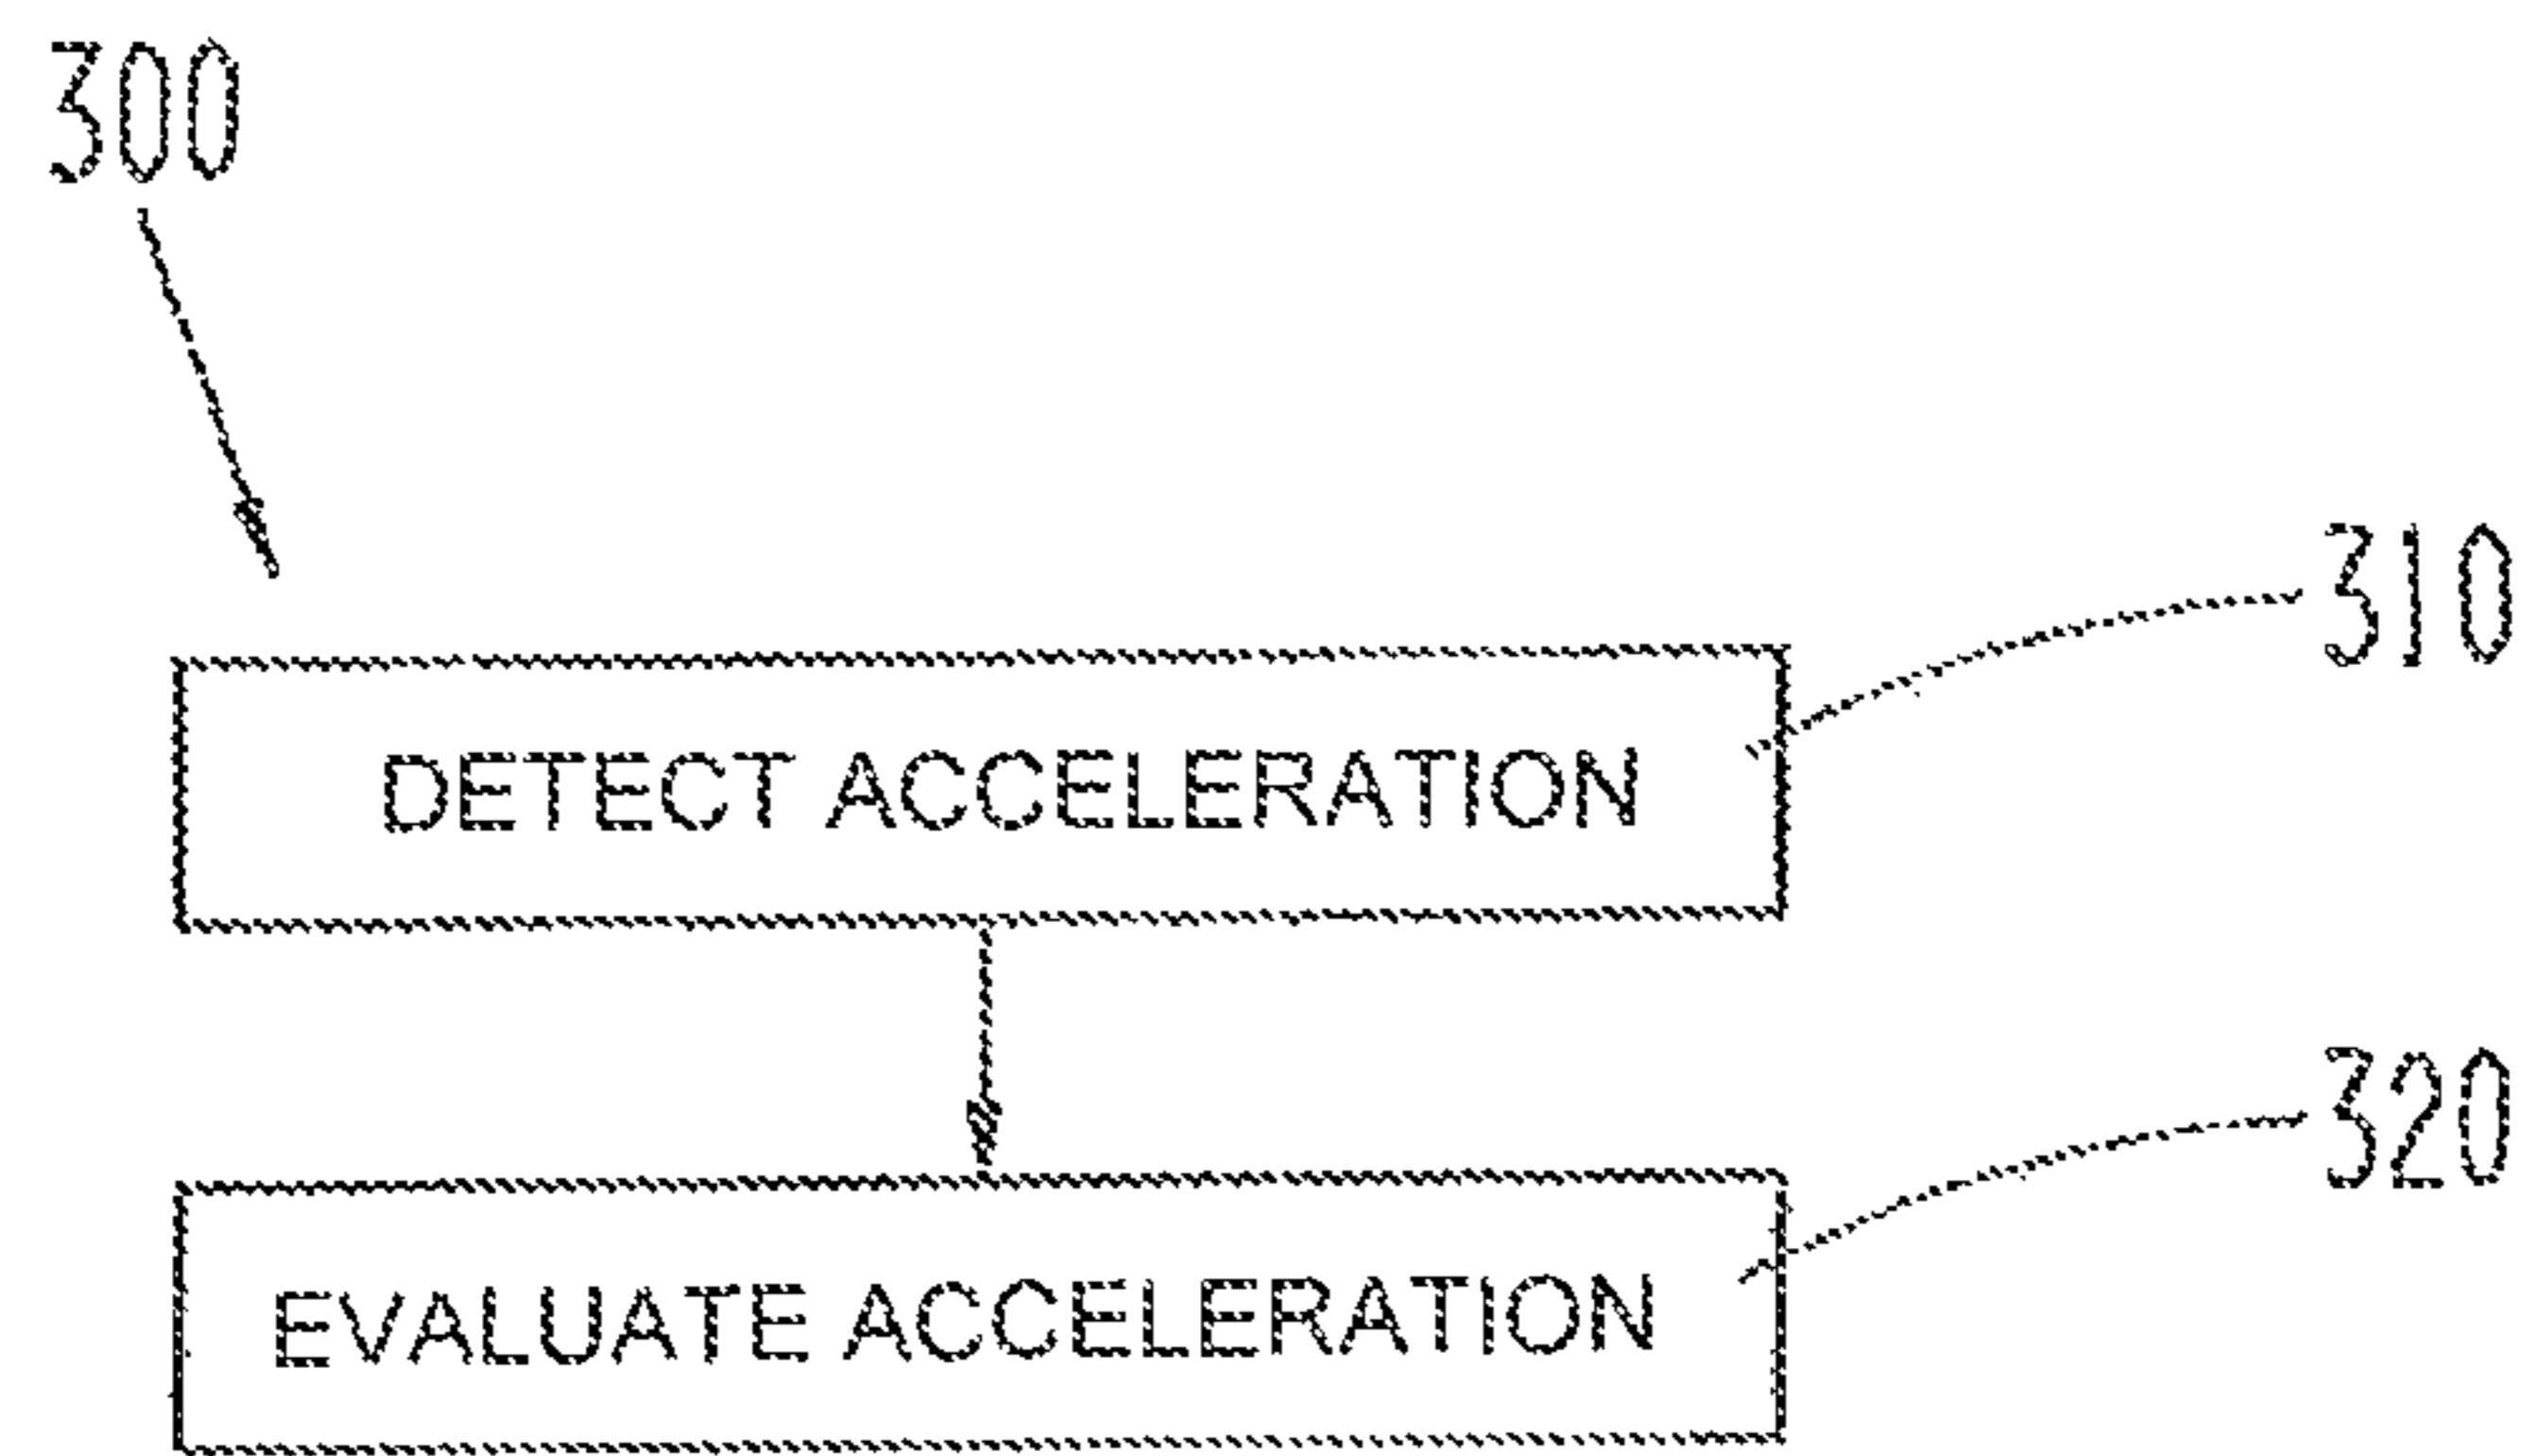 300
310
DETECT ACCELERATION
320
EVALUATE ACCELERATION